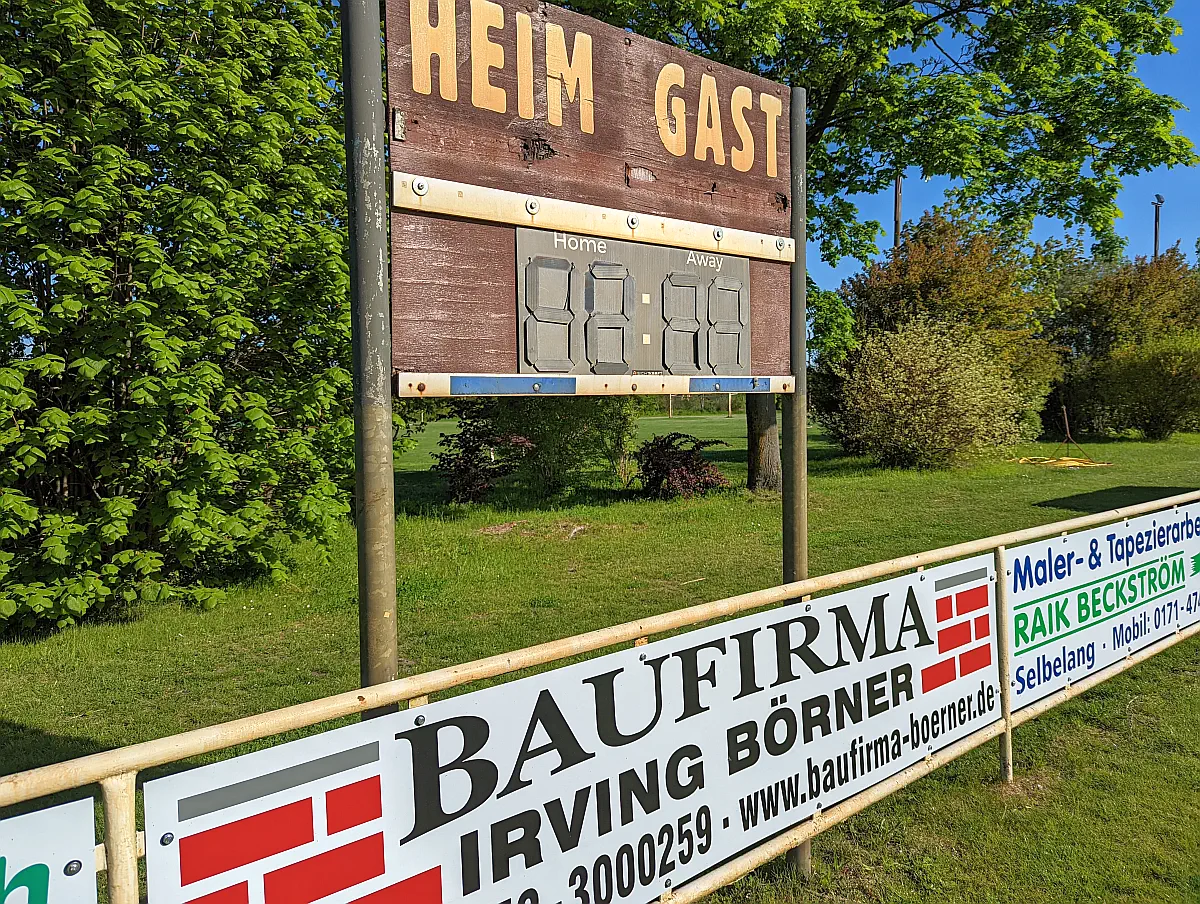 HEIM GAST
Home Away
BAUFIRMA
IRVING BÖRNER
3000259 · www.baufirma-boerner.de
Maler- & Tapezierarbe
RAIK BECKSTRÖM
Selbelang · Mobil: 0171-474